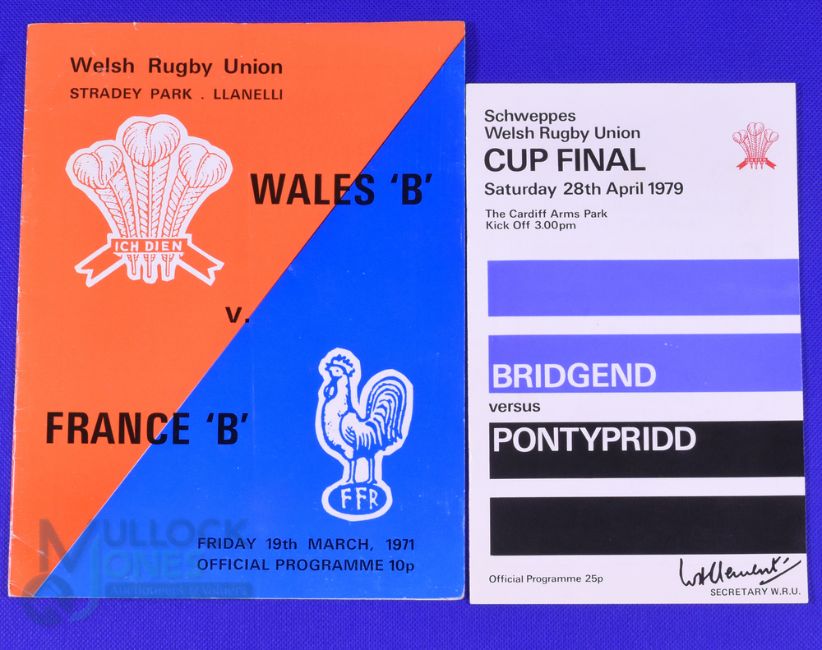 Welsh Rugby Union
STRADEY PARK . LLANELLI
ICH DIEN
WALES 'B'
v.
FRANCE 'B'
FFR
FRIDAY 19th MARCH, 1971
OFFICIAL PROGRAMME 10p
MULLOCK
JONES
Schweppes
Welsh Rugby Union
CUP FINAL
Saturday 28th April 1979
The Cardiff Arms Park
Kick Off 3.00pm
BRIDGEND
versus
PONTYPRIDD
Official Programme 25p
SECRETARY W.R.U.